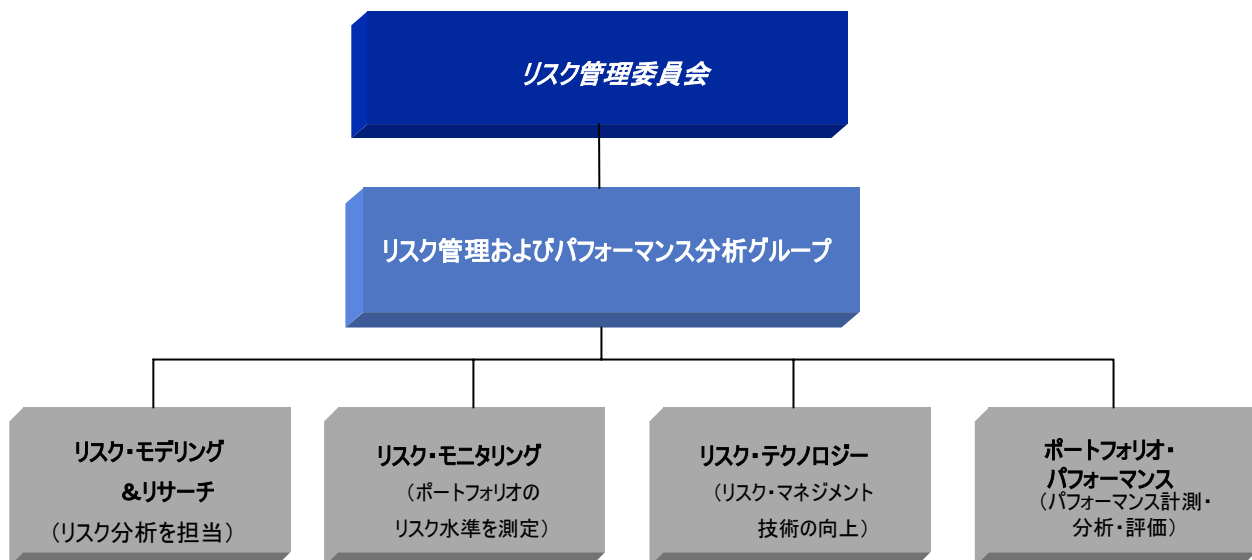 リスク管理委員会
リスク管理およびパフォーマンス分析グループ
リスク・モデリング
&リサーチ
(リスク分析を担当)
リスク・モニタリング
(ポートフォリオの
リスク水準を測定)
リスク・テクノロジー
(リスク・マネジメント
技術の向上)
ポートフォリオ・
パフォーマンス
(パフォーマンス計測・
分析・評価)